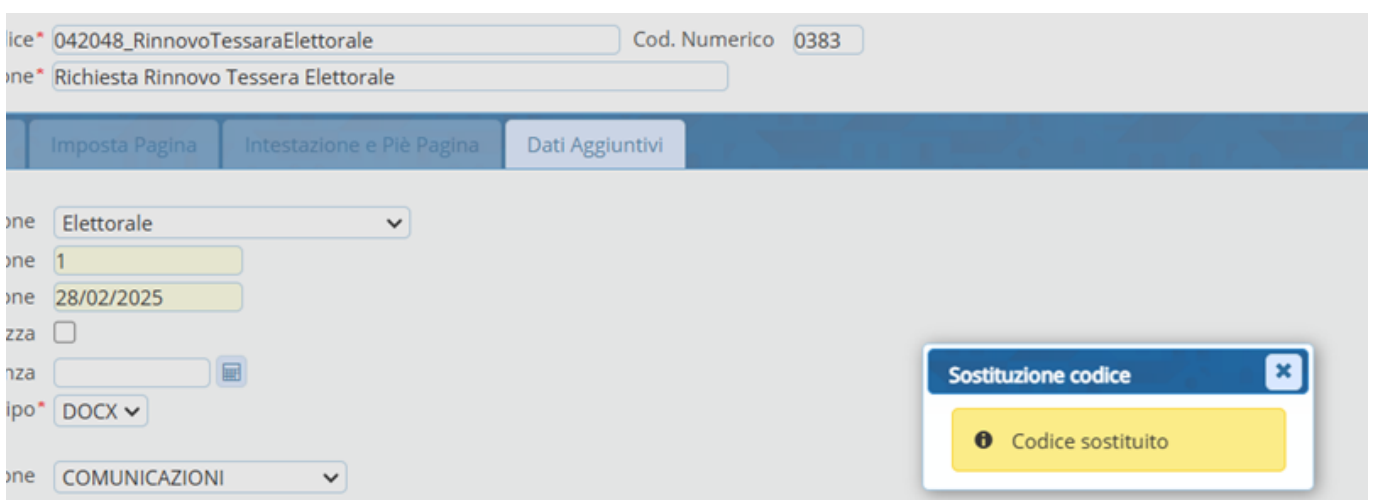 ice* 042048_RinnovoTessaraElettorale Cod. Numerico 0383
one* Richiesta Rinnovo Tessera Elettorale
Imposta Pagina Intestazione e Piè Pagina Dati Aggiuntivi
one Elettorale
one 1
one 28/02/2025
zza
nza
Sostituzione codice
ipo* DOCX
Codice sostituito
one COMUNICAZIONI